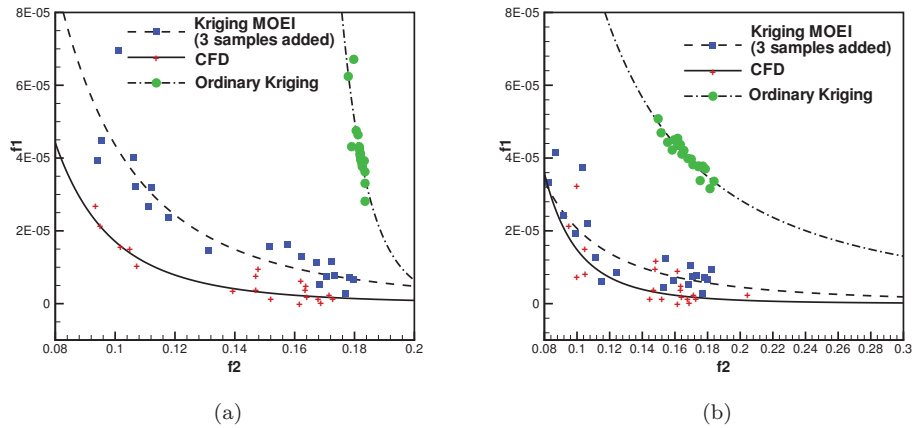 8E-05
6E-05
4E-05
2E-05
0
f1
0.08
0.1
0.12
0.14
0.16
0.18
0.2
f2
Kriging MOEI
(3 samples added)
CFD
Ordinary Kriging
(a)
8E-05
6E-05
4E-05
2E-05
0
f1
0.08
0.1
0.12
0.14
0.16
0.18
0.2
0.22
0.24
0.26
0.28
0.3
f2
Kriging MOEI
(3 samples added)
CFD
Ordinary Kriging
(b)